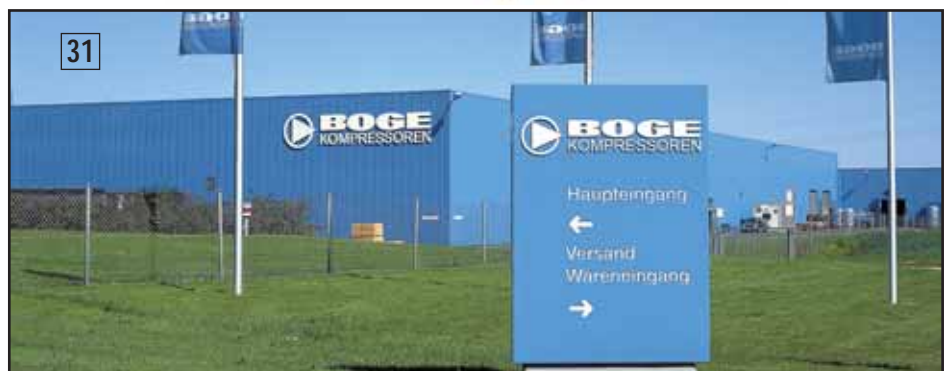 31
BOGE
KOMPRESSOREN
BOGE
KOMPRESSOREN
Haupteingang
←
Versand
Wareneingang
→